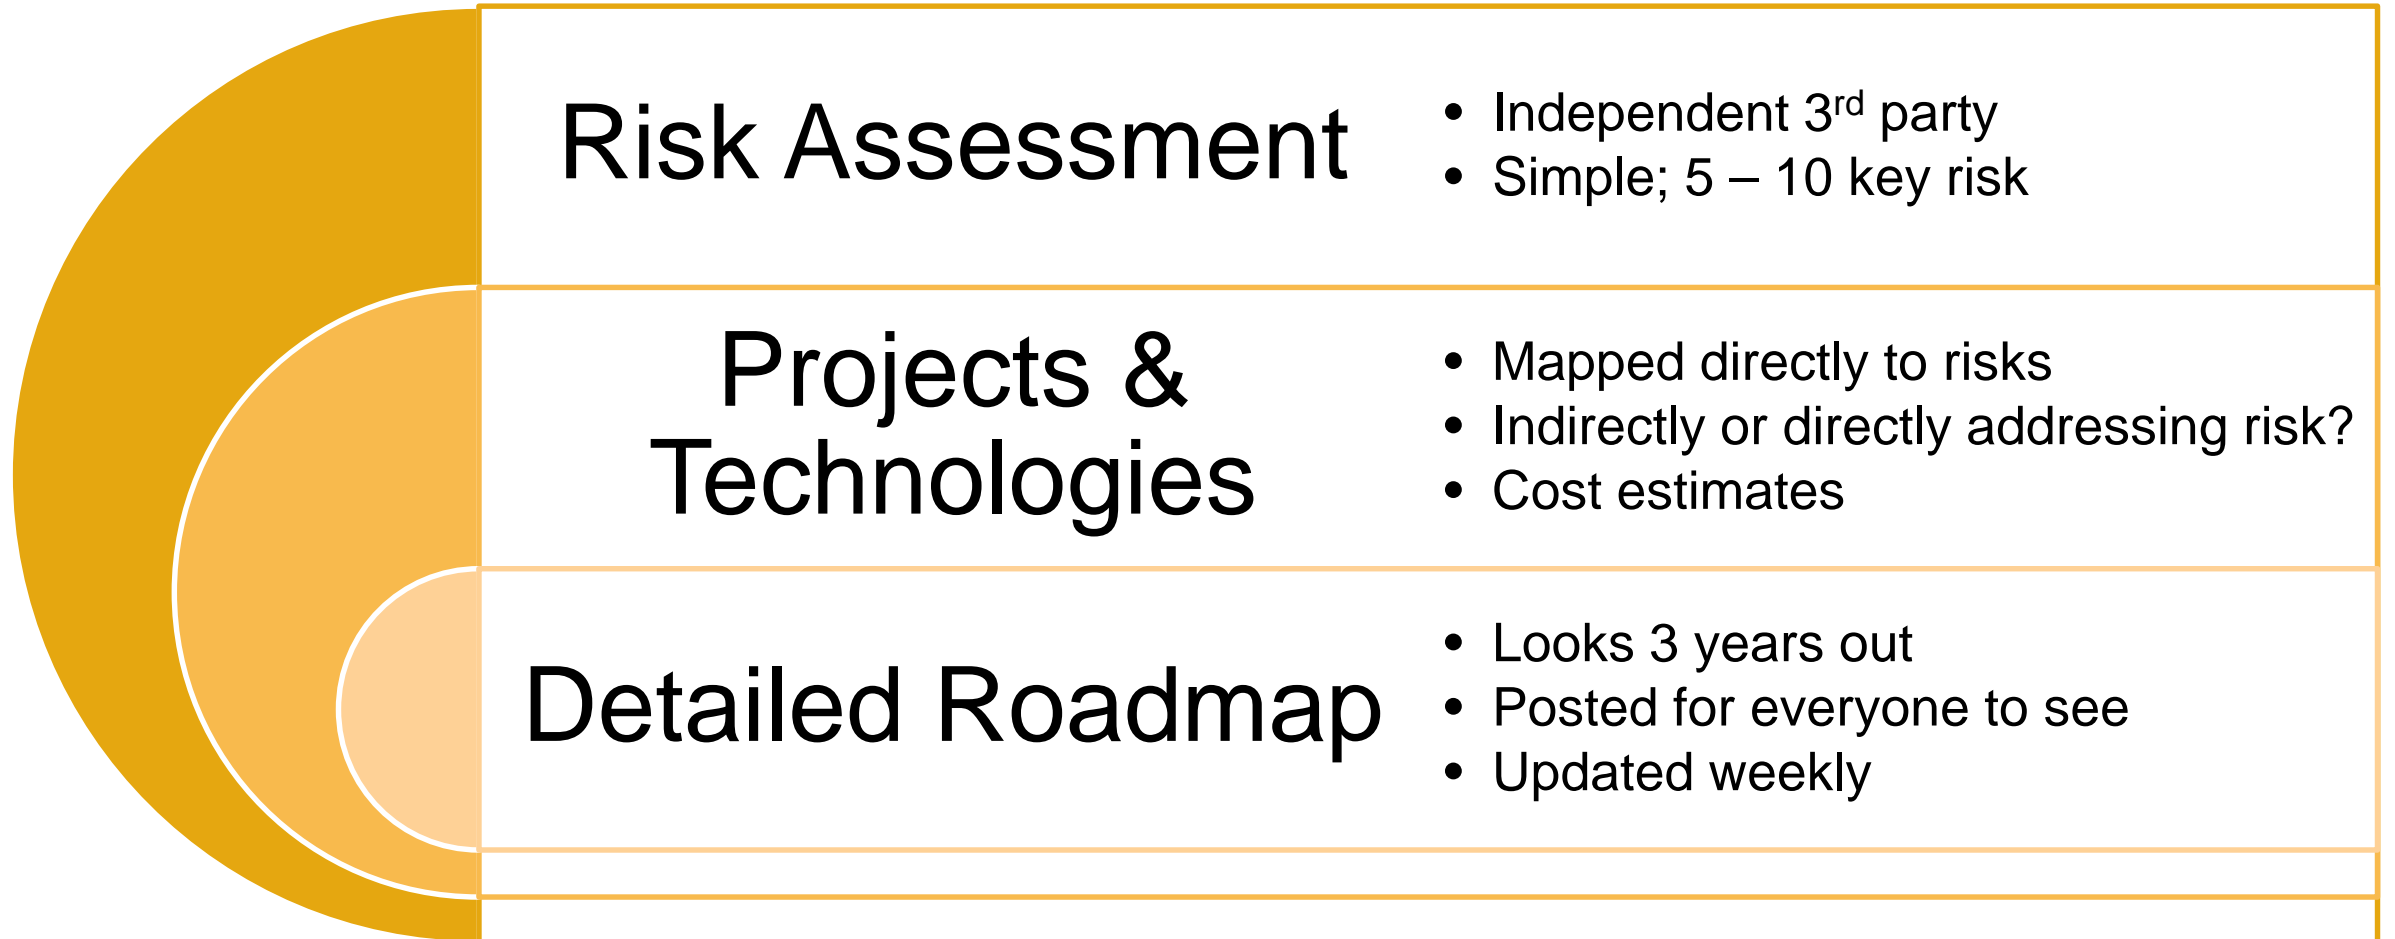 Risk Assessment
• Independent 3rd party
• Simple; 5 – 10 key risk
Projects &
Technologies
• Mapped directly to risks
• Indirectly or directly addressing risk?
• Cost estimates
Detailed Roadmap
• Looks 3 years out
• Posted for everyone to see
• Updated weekly